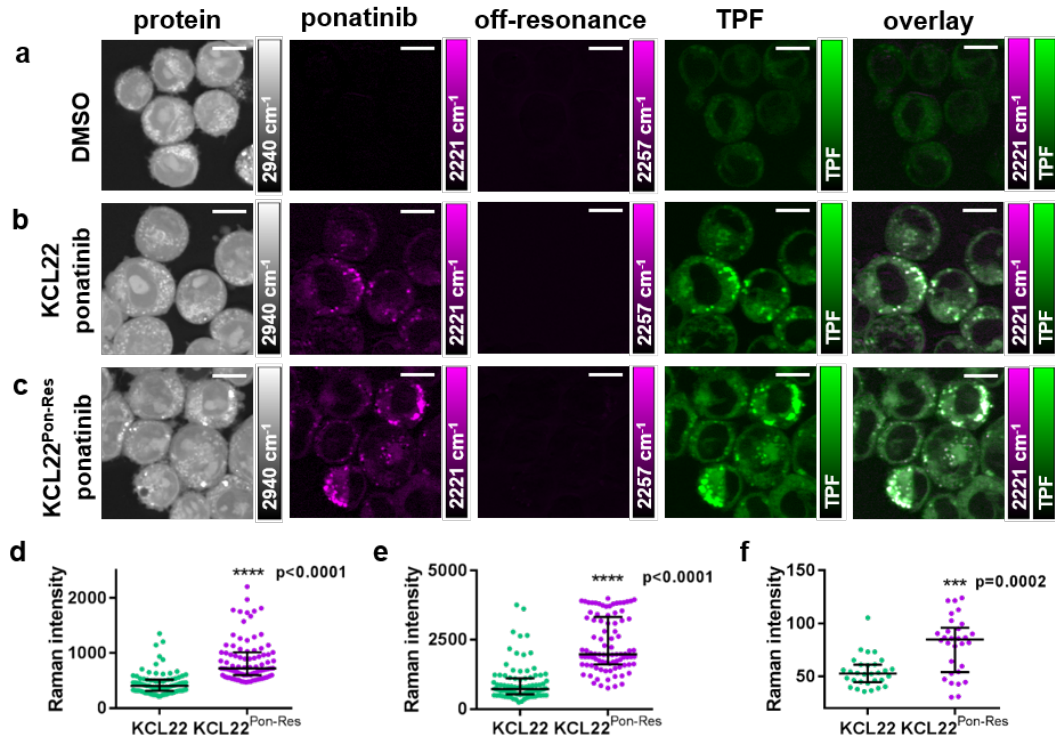 protein ponatinib off-resonance TPF overlay
a
DMSO
2940 cm⁻¹
2221 cm⁻¹
2257 cm⁻¹
TPF
2221 cm⁻¹
TPF
b
KCL22
ponatinib
2940 cm⁻¹
2221 cm⁻¹
2257 cm⁻¹
TPF
2221 cm⁻¹
TPF
c
KCL22ᴾᵒⁿ⁻ᴿᵉˢ
ponatinib
2940 cm⁻¹
2221 cm⁻¹
2257 cm⁻¹
TPF
2221 cm⁻¹
TPF
d
Raman intensity
2000
1000
0
**** p<0.0001
KCL22 KCL22ᴾᵒⁿ⁻ᴿᵉˢ
e
Raman intensity
5000
2500
0
**** p<0.0001
KCL22 KCL22ᴾᵒⁿ⁻ᴿᵉˢ
f
Raman intensity
150
100
50
*** p=0.0002
KCL22 KCL22ᴾᵒⁿ⁻ᴿᵉˢ